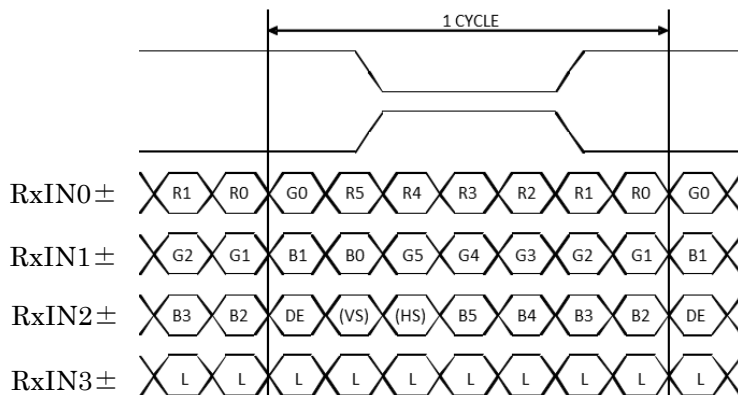 1 CYCLE
RxIN0± R1 R0 G0 R5 R4 R3 R2 R1 R0 G0
RxIN1± G2 G1 B1 B0 G5 G4 G3 G2 G1 B1
RxIN2± B3 B2 DE (VS) (HS) B5 B4 B3 B2 DE
RxIN3± L L L L L L L L L L